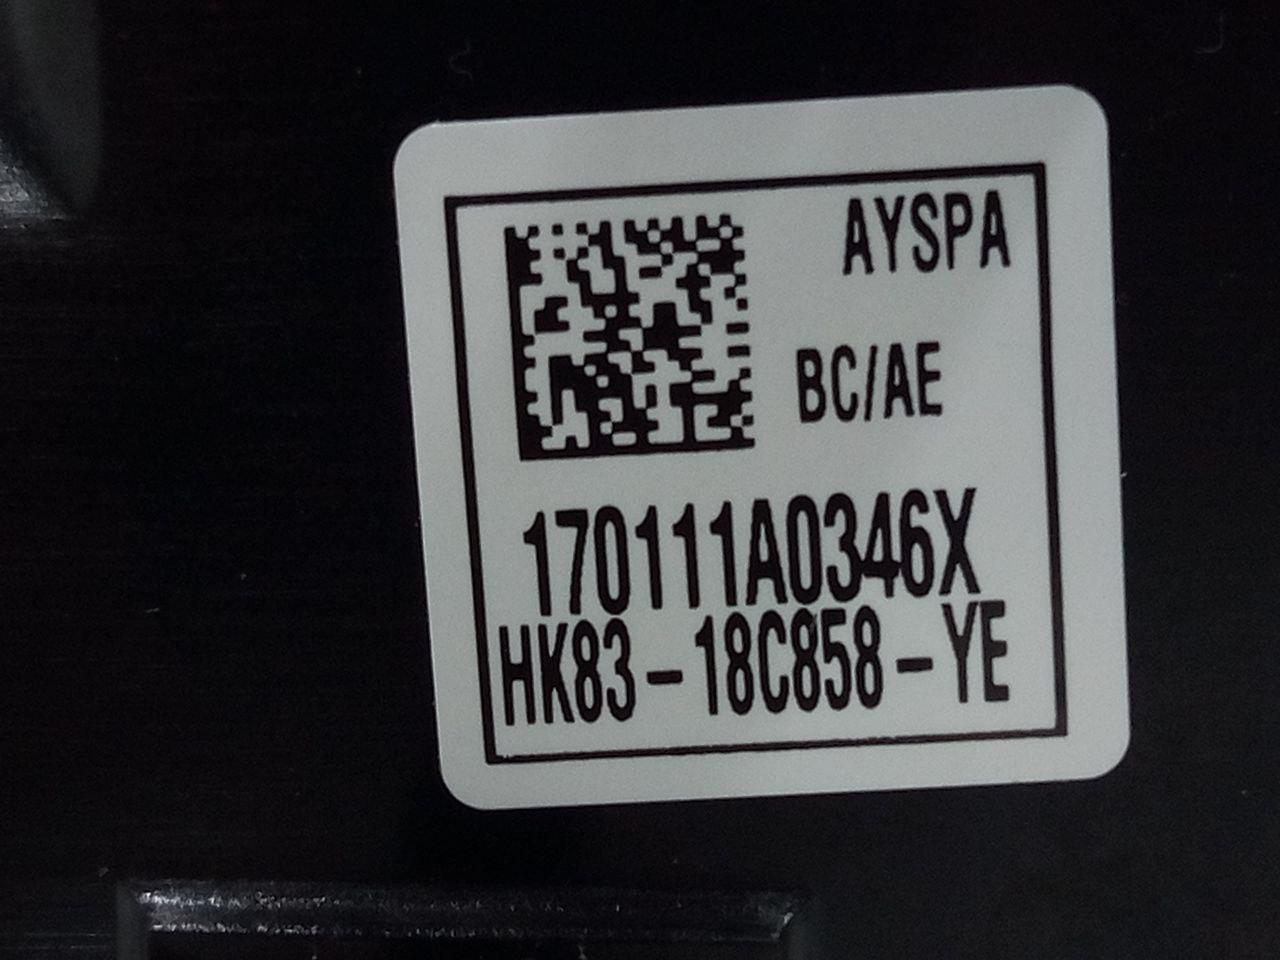 AYSPA
BC/AE
170111A0346X
HK83-18C858-YE